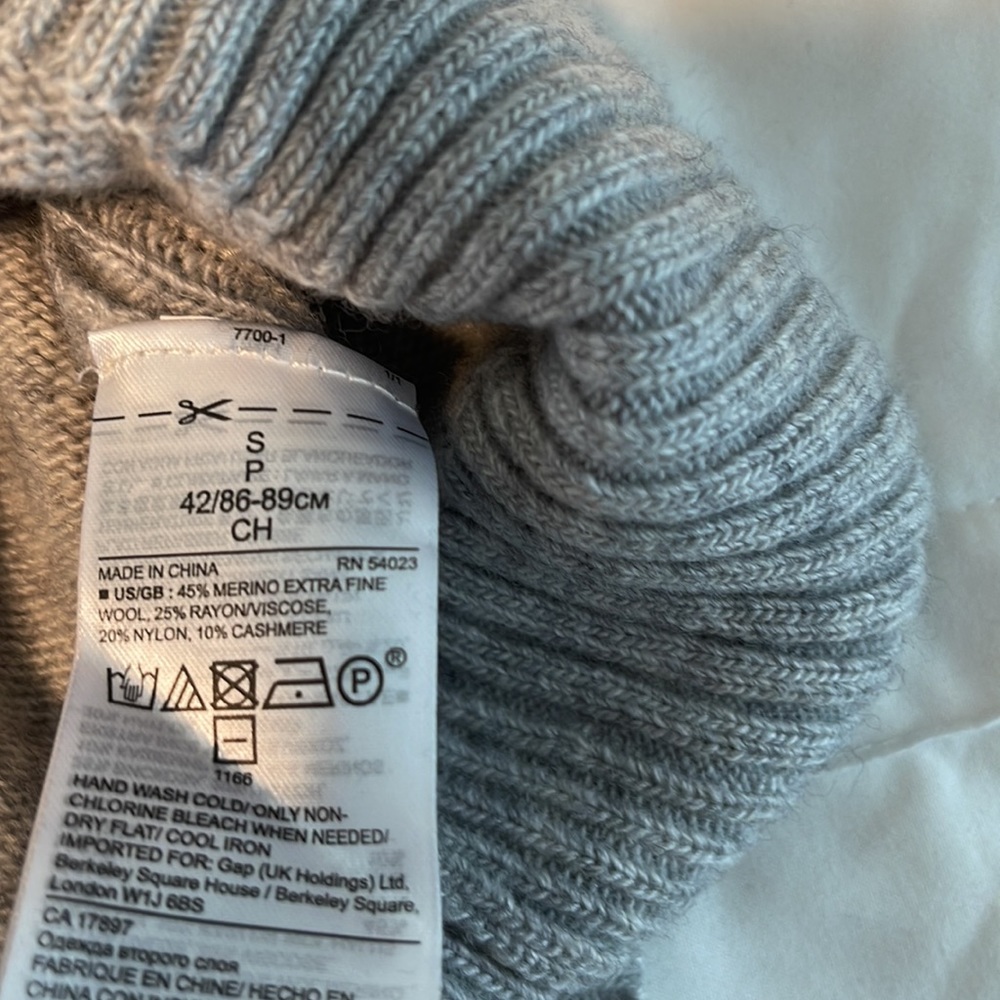 7700-1
1/1
S
P
42/86-89CM
CH
MADE IN CHINA RN 54023
■ US/GB : 45% MERINO EXTRA FINE
WOOL, 25% RAYON/VISCOSE,
20% NYLON, 10% CASHMERE
P ®
1166
HAND WASH COLD/ ONLY NON-
CHLORINE BLEACH WHEN NEEDED/
DRY FLAT/ COOL IRON
IMPORTED FOR: Gap (UK Holdings) Ltd.
Berkeley Square House / Berkeley Square,
London W1J 6BS
CA 17897
Одежда второго слоя
FABRIQUE EN CHINE/ HECHO EN